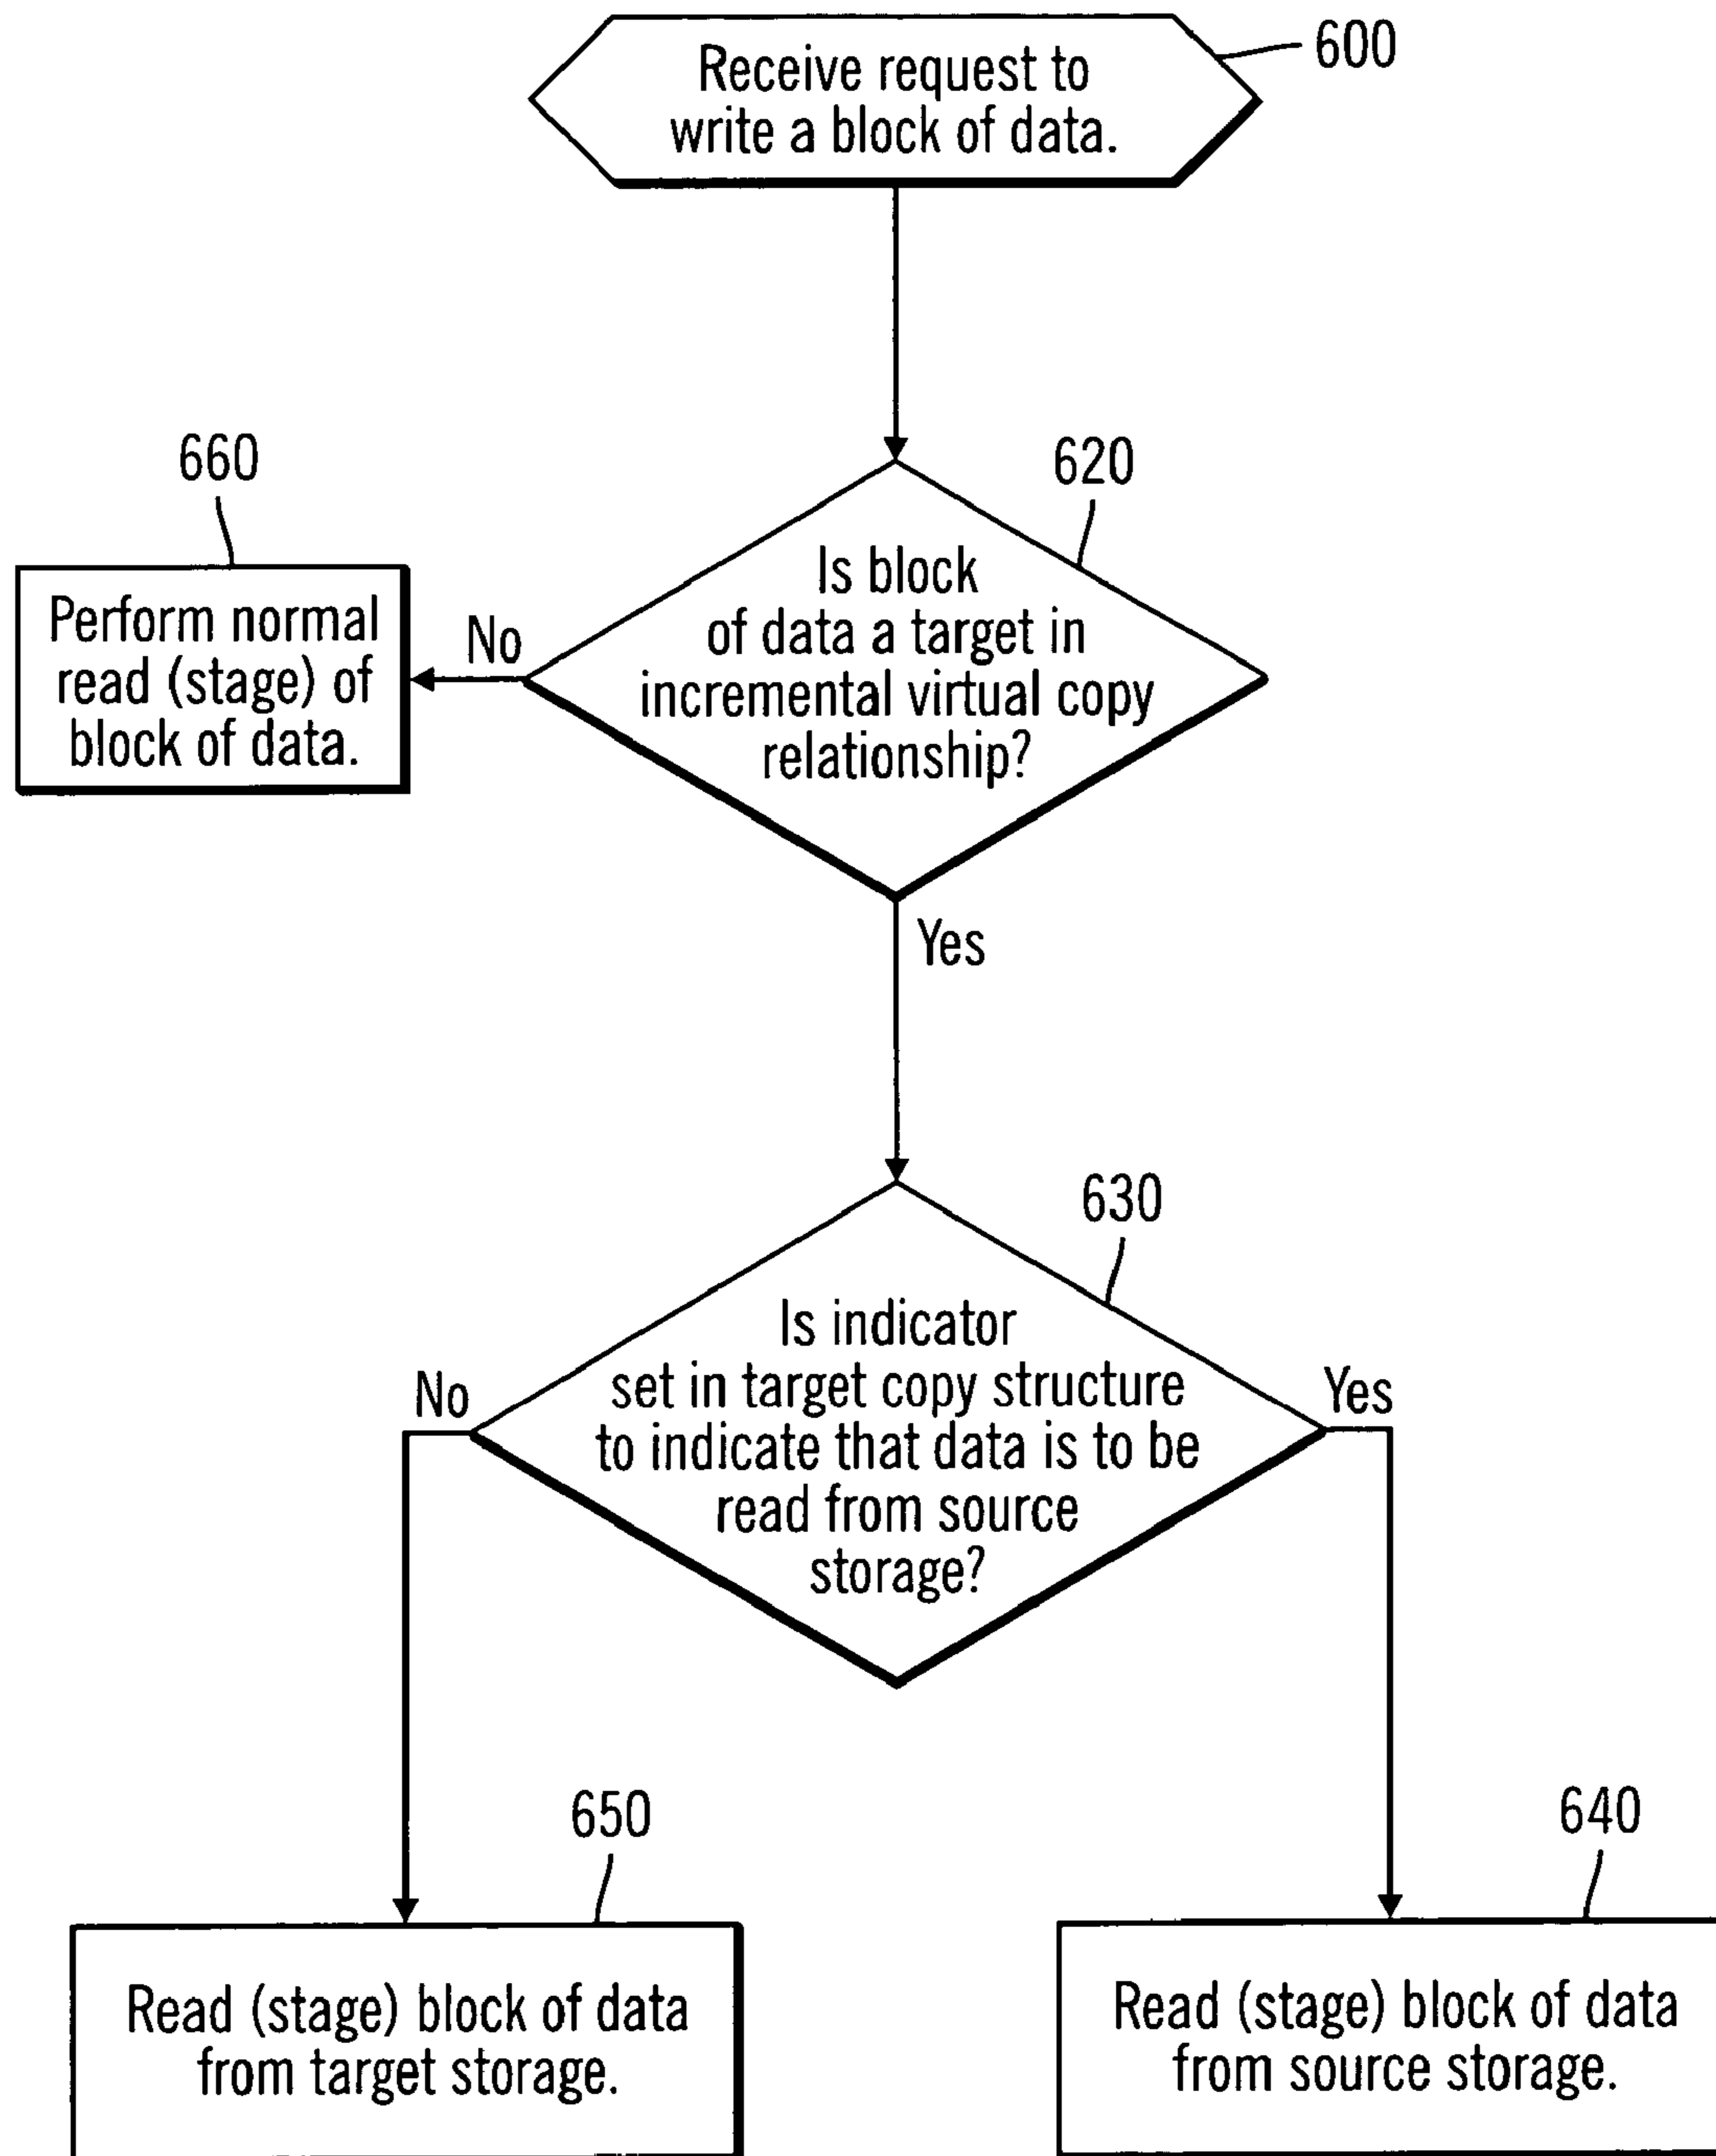 Receive request to
write a block of data.
600
660
620
Perform normal
read (stage) of
block of data.
No
Is block
of data a target in
incremental virtual copy
relationship?
Yes
630
Is indicator
set in target copy structure
to indicate that data is to be
read from source
storage?
No
Yes
650
640
Read (stage) block of data
from target storage.
Read (stage) block of data
from source storage.